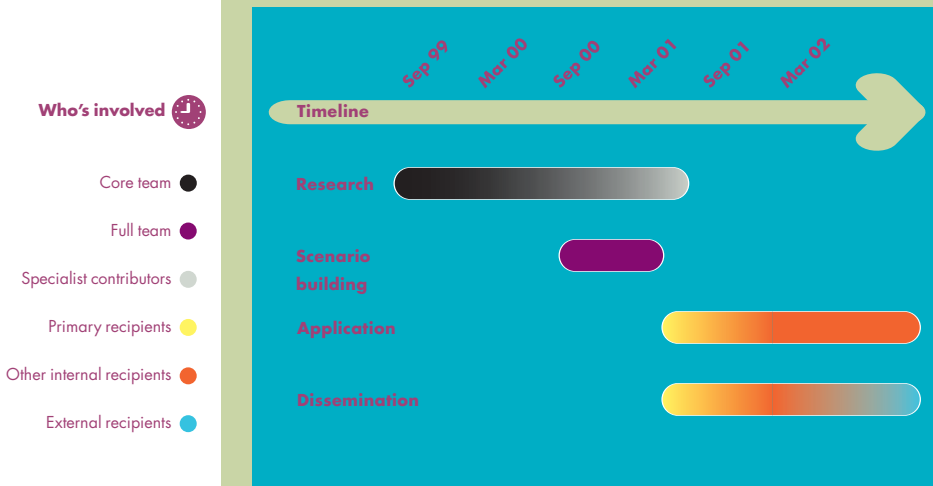 Sep 99
Mar 00
Sep 00
Mar 01
Sep 01
Mar 02
Who's involved
Timeline
Core team
Research
Full team
Scenario
building
Specialist contributors
Primary recipients
Application
Other internal recipients
Dissemination
External recipients